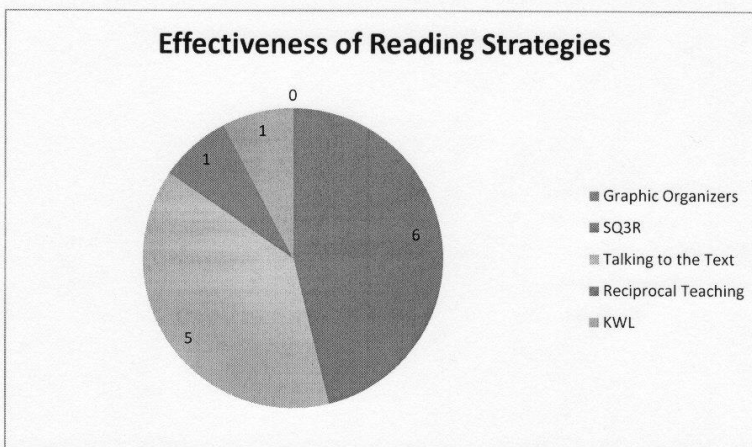 Effectiveness of Reading Strategies
0
1
1
6
5
Graphic Organizers
SQ3R
Talking to the Text
Reciprocal Teaching
KWL